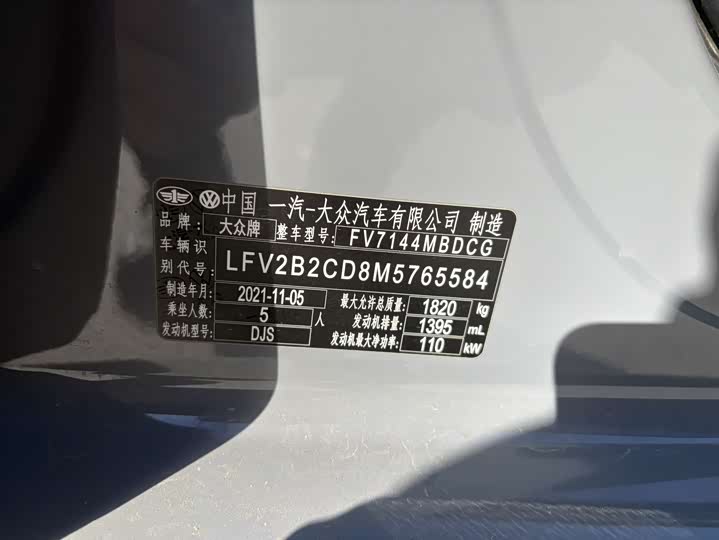 中国 一汽-大众汽车有限公司 制造
品牌: 大众牌 整车型号: FV7144MBDCG
车辆识别代号: LFV2B2CD8M5765584
制造年月: 2021-11-05 最大允许总质量: 1820 kg
乘坐人数: 5 人 发动机排量: 1395 mL
发动机型号: DJS 发动机最大净功率: 110 kW